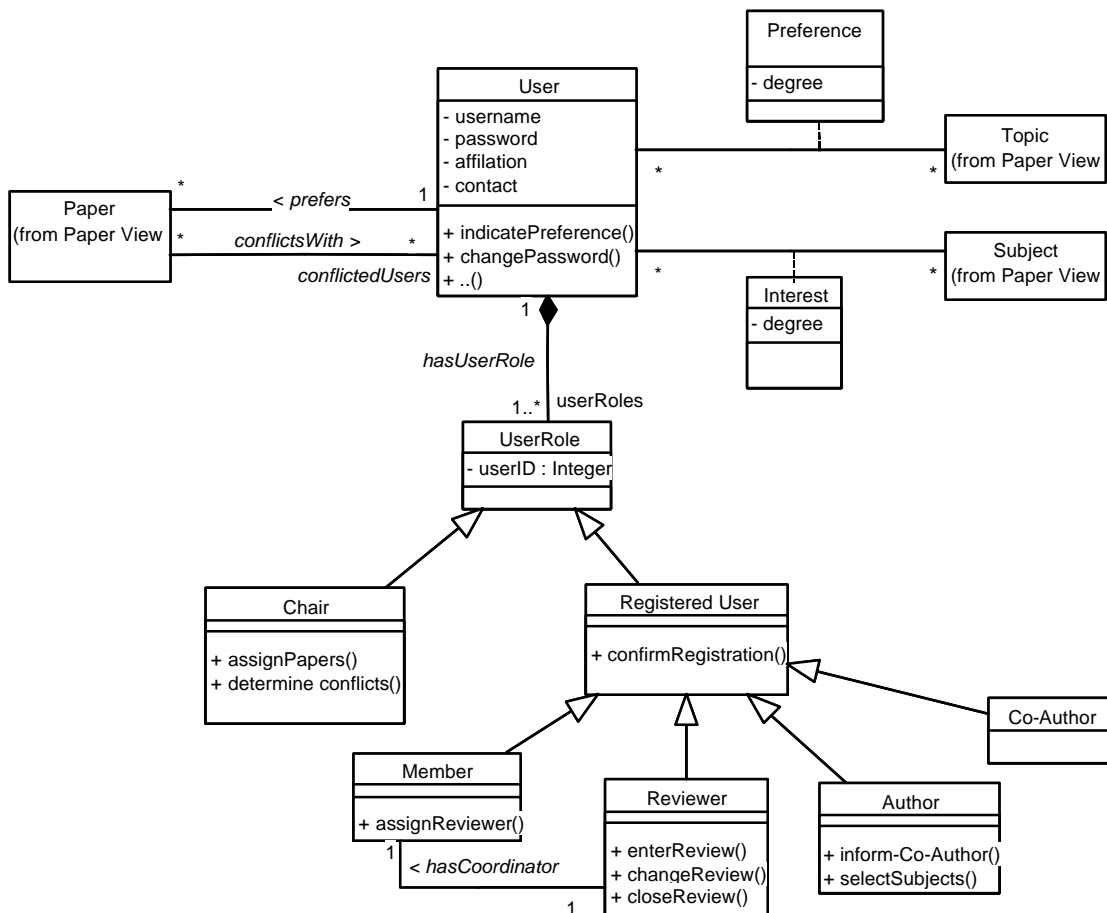 Preference
- degree
User
- username
- password
- affilation
- contact
+ indicatePreference()
+ changePassword()
+ ..()
Topic
(from Paper View
*
*
Paper
(from Paper View
*
< prefers
1
*
conflictsWith >
*
conflictedUsers
Subject
(from Paper View
*
*
Interest
- degree
1
hasUserRole
1..*
userRoles
UserRole
- userID : Integer
Chair
+ assignPapers()
+ determine conflicts()
Registered User
+ confirmRegistration()
Co-Author
Member
+ assignReviewer()
Reviewer
+ enterReview()
+ changeReview()
+ closeReview()
Author
+ inform-Co-Author()
+ selectSubjects()
1
< hasCoordinator
1